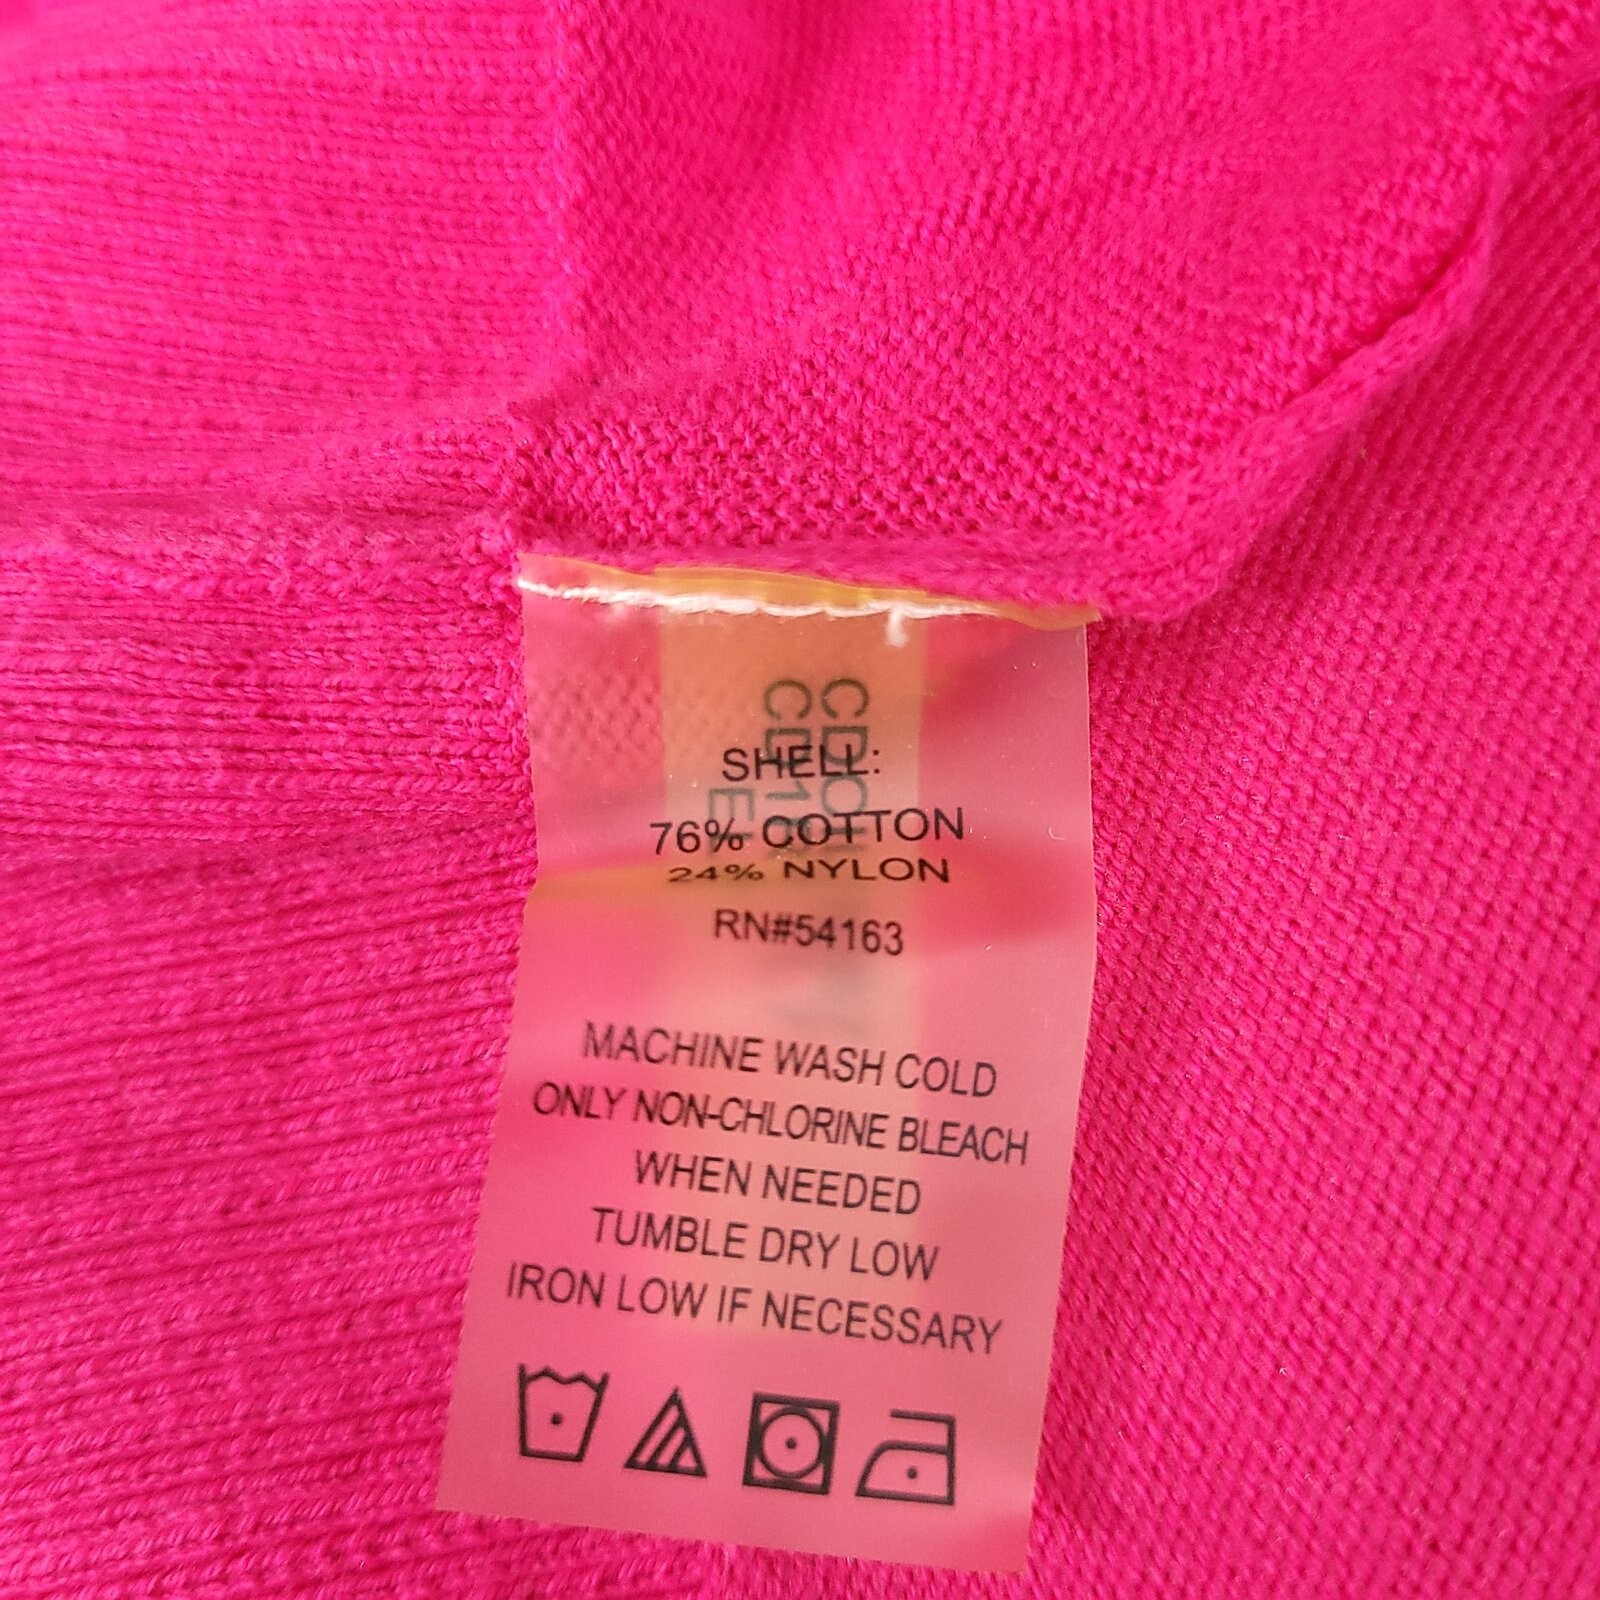 SHELL:
76% COTTON
24% NYLON
RN#54163
MACHINE WASH COLD
ONLY NON-CHLORINE BLEACH
WHEN NEEDED
TUMBLE DRY LOW
IRON LOW IF NECESSARY